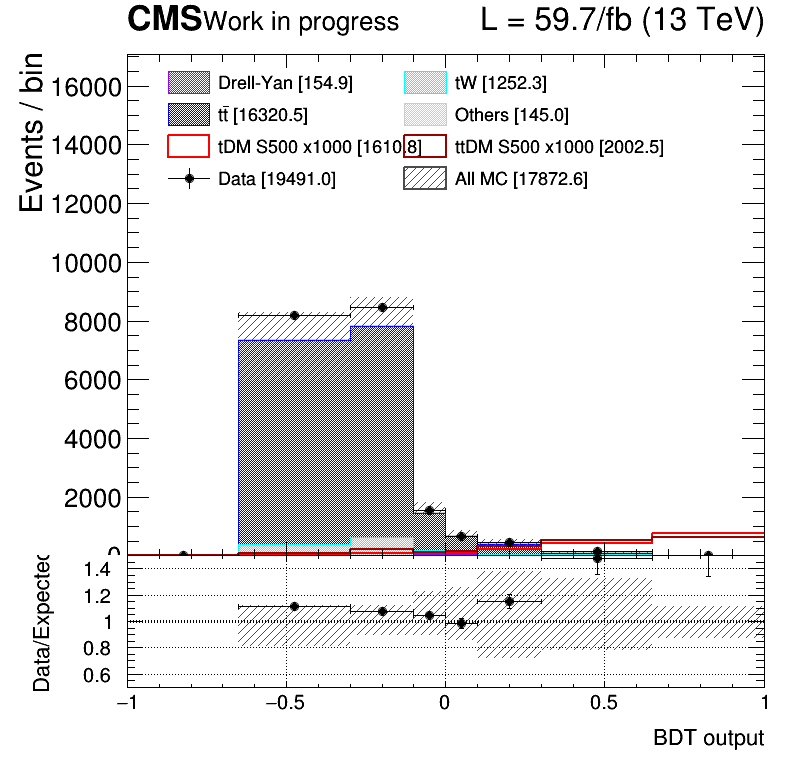 CMS Work in progress L = 59.7/fb (13 TeV)
Events / bin
16000
14000
12000
10000
8000
6000
4000
2000
0
Drell-Yan [154.9] tW [1252.3]
tt̄ [16320.5] Others [145.0]
tDM S500 x1000 [1610.8] ttDM S500 x1000 [2002.5]
Data [19491.0] All MC [17872.6]
Data/Expected
1.4
1.2
1
0.8
0.6
−1 −0.5 0 0.5 1
BDT output